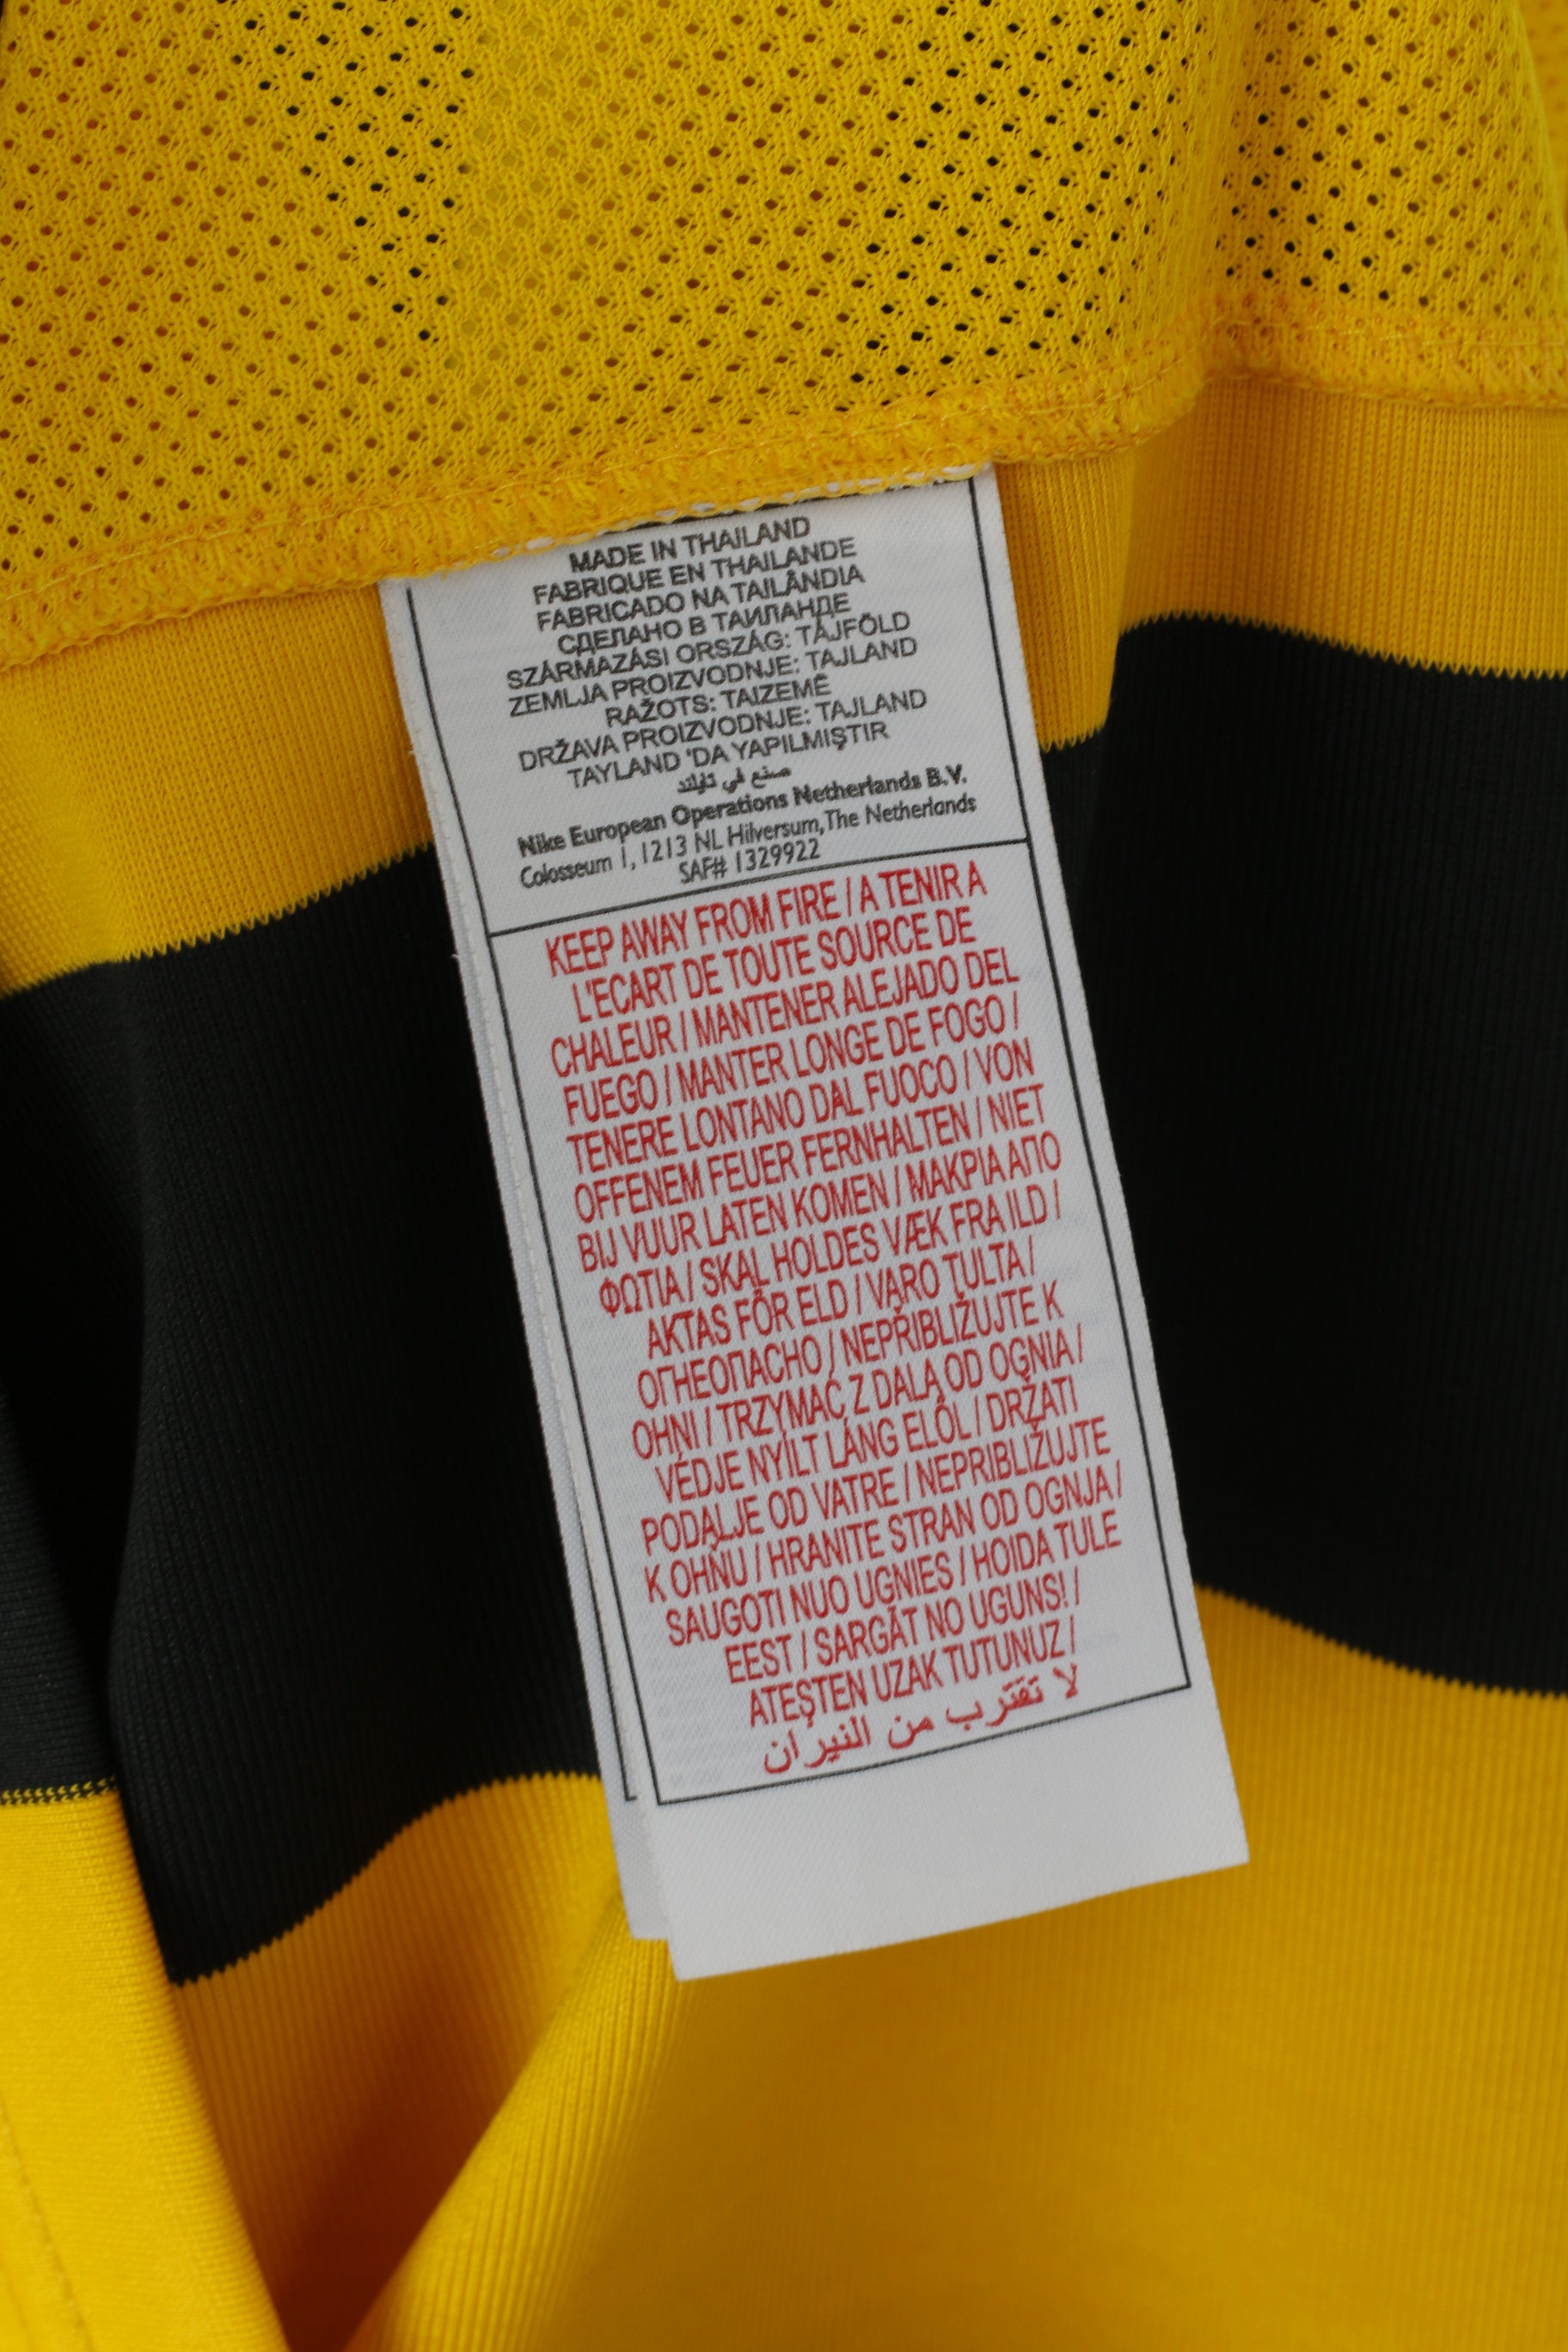 MADE IN THAILAND
FABRIQUE EN THAILANDE
FABRICADO NA TAILÂNDIA
СДЕЛАНО В ТАИЛАНДЕ
SZÁRMAZÁSI ORSZÁG: TÁJFÖLD
ZEMLJA PROIZVODNJE: TAJLAND
RAŽOTS: TAIZEMĒ
DRŽAVA PROIZVODNJE: TAJLAND
TAYLAND 'DA YAPILMIŞTIR
صنع في تايلاند
Nike European Operations Netherlands B.V.
Colosseum 1, 1213 NL Hilversum,The Netherlands
SAF# 1329922
KEEP AWAY FROM FIRE / A TENIR A
L'ECART DE TOUTE SOURCE DE
CHALEUR / MANTENER ALEJADO DEL
FUEGO / MANTER LONGE DE FOGO /
TENERE LONTANO DAL FUOCO / VON
OFFENEM FEUER FERNHALTEN / NIET
BIJ VUUR LATEN KOMEN / ΜΑΚΡΙΑ ΑΠΟ
ΦΩΤΙΑ / SKAL HOLDES VÆK FRA ILD /
AKTAS FÖR ELD / VARO TULTA /
ОГНЕОПАСНО / NEPŘIBLIŽUJTE K
OHNI / TRZYMAĆ Z DALA OD OGNIA /
VÉDJE NYÍLT LÁNG ELŐL / DRŽATI
PODALJE OD VATRE / NEPRIBLIŽUJTE
K OHŇU / HRANITE STRAN OD OGNJA /
SAUGOTI NUO UGNIES / HOIDA TULE
EEST / SARGĀT NO UGUNS! /
ATEŞTEN UZAK TUTUNUZ /
لا تقترب من النيران